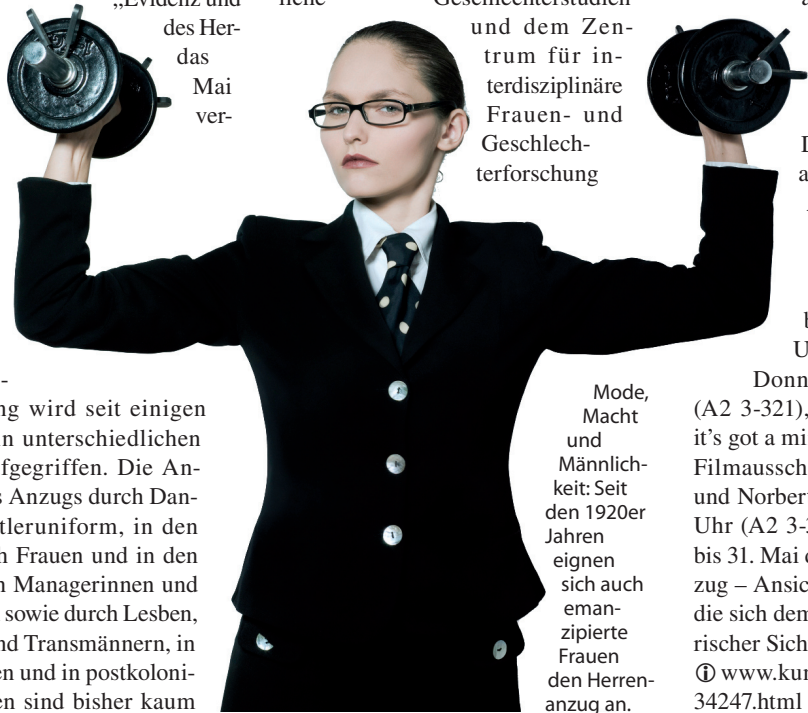 „Evidenz und
des Her-
das
Mai
ver-
-
ng wird seit einigen
n unterschiedlichen
fgegriffen. Die An-
s Anzugs durch Dan-
tleruniform, in den
h Frauen und in den
n Managerinnen und
sowie durch Lesben,
nd Transmännern, in
en und in postkoloni-
en sind bisher kaum
Geschlechterstudien
und dem Zen-
trum für in-
terdisziplinäre
Frauen- und
Geschlech-
terforschung
Mode,
Macht
und
Männlich-
keit: Seit
den 1920er
Jahren
eignen
sich auch
eman-
zipierte
Frauen
den Herren-
anzug an.
D
a
b
U
Donn
(A2 3-321),
it's got a mi
Filmaussch
und Norber
Uhr (A2 3-3
bis 31. Mai d
zug – Ansic
die sich dem
rischer Sich
ⓘ www.kun
34247.html